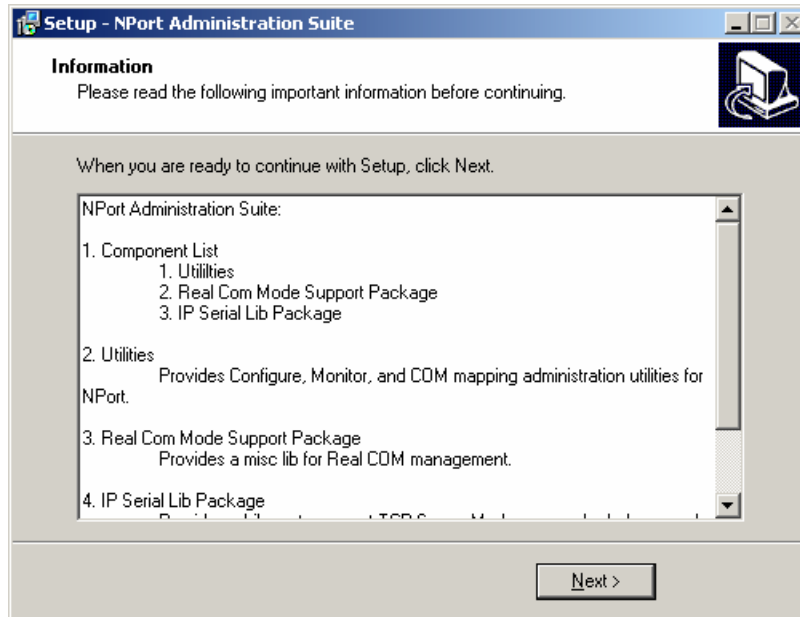 Setup - NPort Administration Suite
Information
Please read the following important information before continuing.
When you are ready to continue with Setup, click Next.
NPort Administration Suite:
1. Component List
1. Utililties
2. Real Com Mode Support Package
3. IP Serial Lib Package
2. Utilities
Provides Configure, Monitor, and COM mapping administration utilities for
NPort.
3. Real Com Mode Support Package
Provides a misc lib for Real COM management.
4. IP Serial Lib Package
Next >